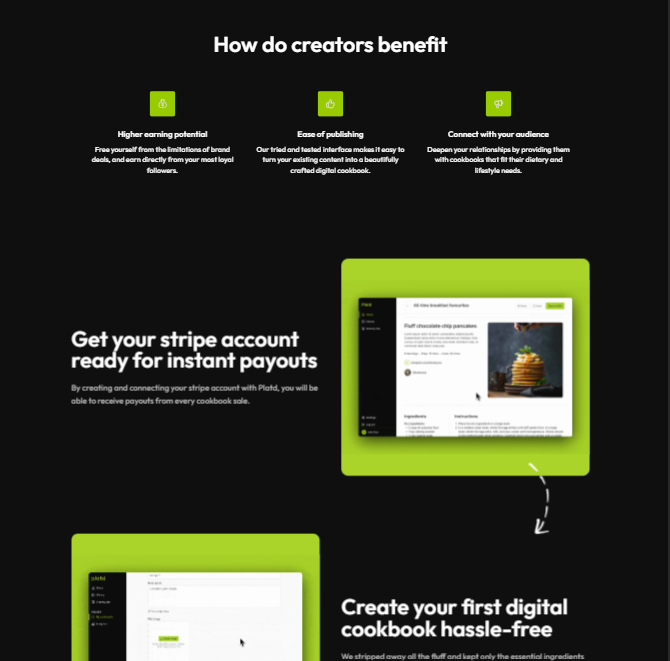 How do creators benefit
Higher earning potential
Free yourself from the limitations of brand
deals, and earn directly from your most loyal
followers.
Ease of publishing
Our tried and tested interface makes it easy to
turn your existing content into a beautifully
crafted digital cookbook.
Connect with your audience
Deepen your relationships by providing them
with cookbooks that fit their dietary and
lifestyle needs.
Get your stripe account
ready for instant payouts
By creating and connecting your stripe account with Platd, you will be
able to receive payouts from every cookbook sale.
Platd
All time breakfast favourites
Fluff chocolate chip pancakes
Ingredients
Instructions
Create your first digital
cookbook hassle-free
We stripped away all the fluff and kept only the essential ingredients